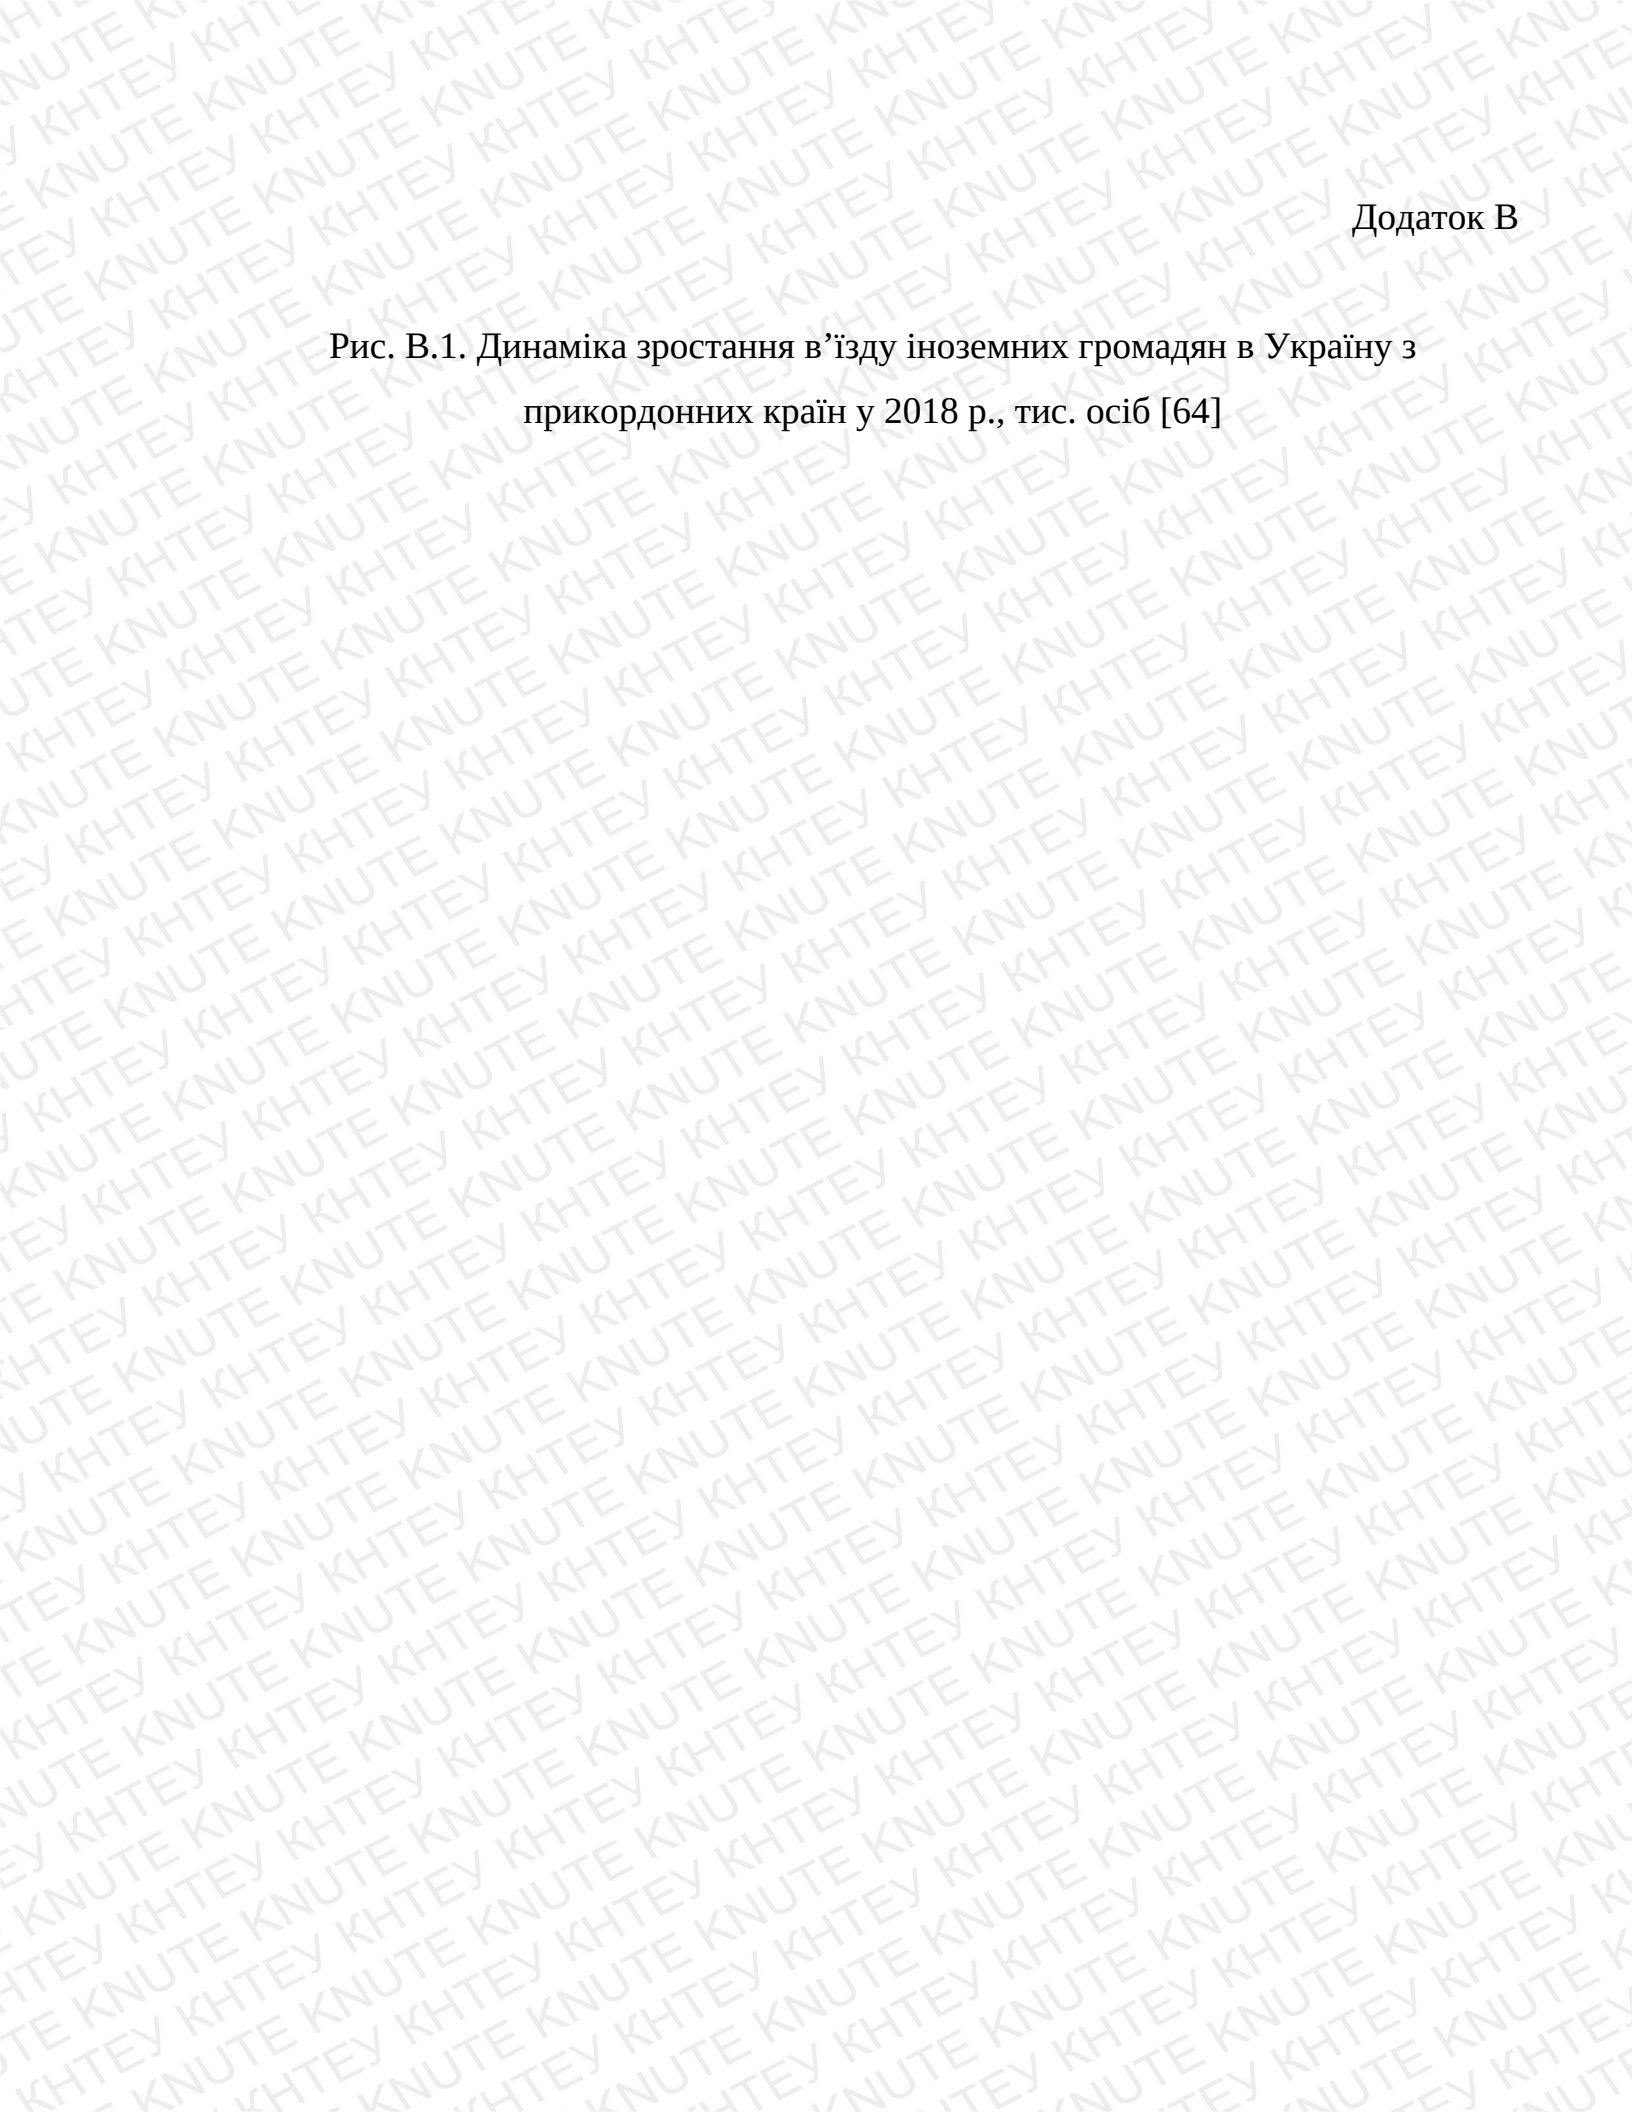 Додаток В
Рис. В.1. Динаміка зростання в’їзду іноземних громадян в Україну з
прикордонних країн у 2018 р., тис. осіб [64]